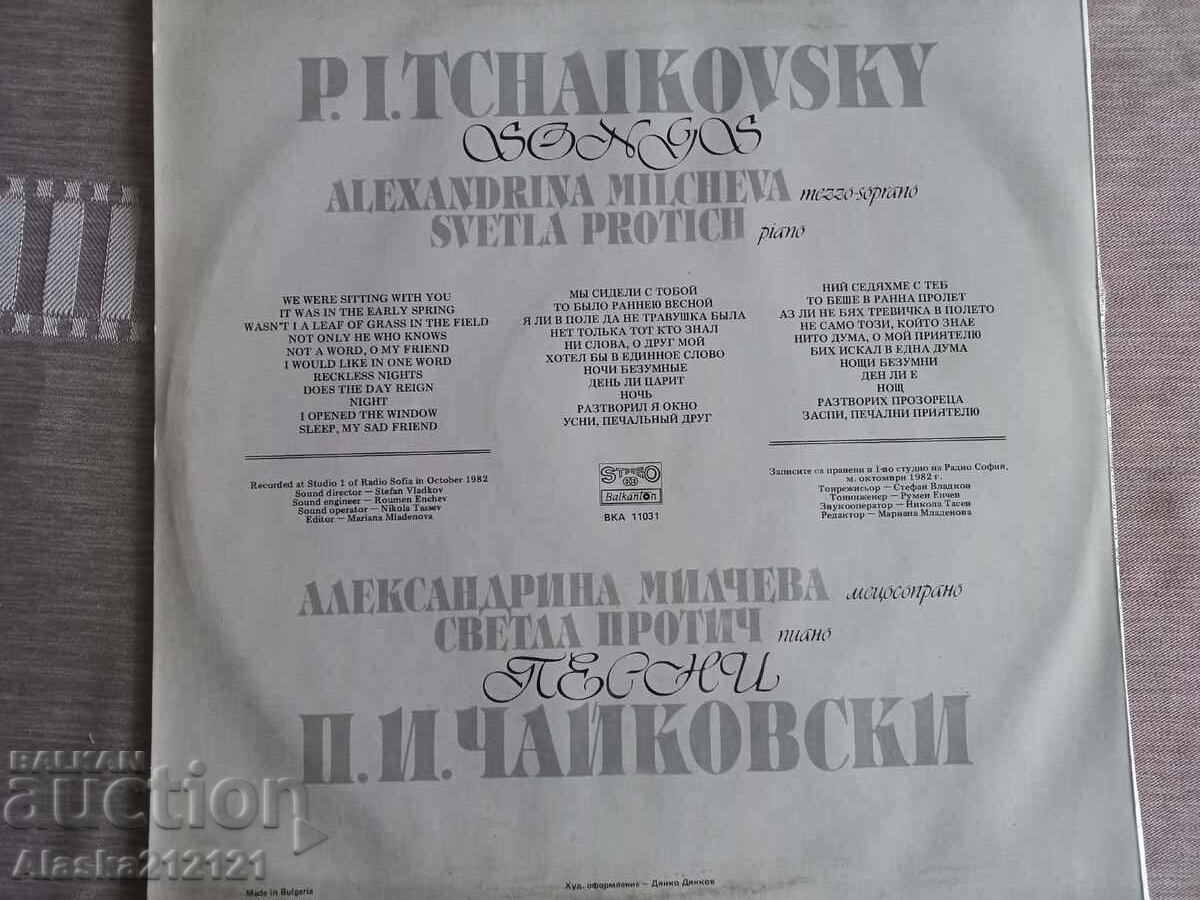 P.I.TCHAIKOVSKY
SONGS
ALEXANDRINA MILCHEVA mezzo-soprano
SVETLA PROTICH piano
WE WERE SITTING WITH YOU
IT WAS IN THE EARLY SPRING
WASN'T I A LEAF OF GRASS IN THE FIELD
NOT ONLY HE WHO KNOWS
NOT A WORD, O MY FRIEND
I WOULD LIKE IN ONE WORD
RECKLESS NIGHTS
DOES THE DAY REIGN
NIGHT
I OPENED THE WINDOW
SLEEP, MY SAD FRIEND
МЫ СИДЕЛИ С ТОБОЙ
ТО БЫЛО РАННЕЮ ВЕСНОЙ
Я ЛИ В ПОЛЕ ДА НЕ ТРАВУШКА БЫЛА
НЕТ ТОЛЬКА ТОТ КТО ЗНАЛ
НИ СЛОВА, О ДРУГ МОЙ
ХОТЕЛ БЫ В ЕДИННОЕ СЛОВО
НОЧИ БЕЗУМНЫЕ
ДЕНЬ ЛИ ЦАРИТ
НОЧЬ
РАЗТВОРИЛ Я ОКНО
УСНИ, ПЕЧАЛЬНЫЙ ДРУГ
НИЙ СЕДЯХМЕ С ТЕБ
ТО БЕШЕ В РАННА ПРОЛЕТ
АЗ ЛИ НЕ БЯХ ТРЕВИЧКА В ПОЛЕТО
НЕ САМО ТОЗИ, КОЙТО ЗНАЕ
НИТО ДУМА, О МОЙ ПРИЯТЕЛЮ
БИХ ИСКАЛ В ЕДНА ДУМА
НОЩИ БЕЗУМНИ
ДЕН ЛИ Е
НОЩ
РАЗТВОРИХ ПРОЗОРЕЦА
ЗАСПИ, ПЕЧАЛНИ ПРИЯТЕЛЮ
Recorded at Studio 1 of Radio Sofia in October 1982
Sound director — Stefan Vladkov
Sound engineer — Roumen Enchev
Sound operator — Nikola Tassev
Editor — Mariana Mladenova
STEREO
33
Balkanton
ВКА 11031
Записите са правени в 1-во студио на Радио София,
м. октомври 1982 г.
Тонрежисьор — Стефан Владков
Тонинженер — Румен Енчев
Звукооператор — Никола Тасев
Редактор — Мариана Младенова
АЛЕКСАНДРИНА МИЛЧЕВА мецосопрано
СВЕТЛА ПРОТИЧ пиано
ПЕСНИ
П.И.ЧАЙКОВСКИ
BALKAN
auction
Alaska212121
Made in Bulgaria
Худ. оформление — Дянко Дянков